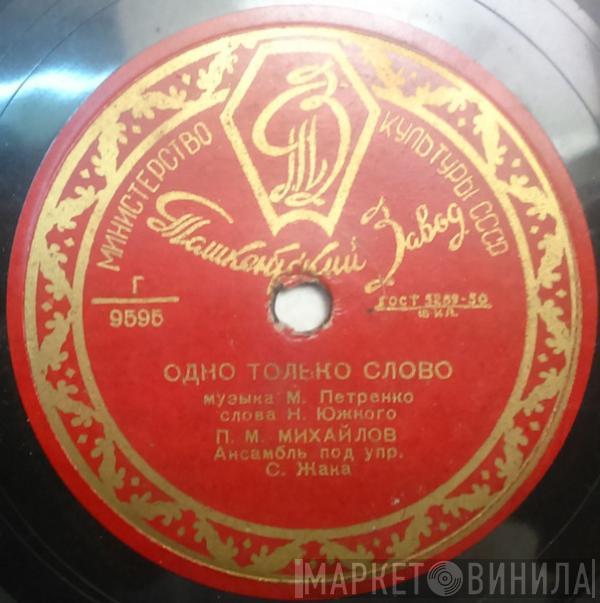 МИНИСТЕРСТВО КУЛЬТУРЫ СССР
ТЗ
Ташкентский Завод
Г
9595
ГОСТ 5289-50
ОДНО ТОЛЬКО СЛОВО
музыка М. Петренко
слова Н. Южного
П. М. МИХАЙЛОВ
Ансамбль под упр.
С. Жака
МАРКЕТ ВИНИЛА